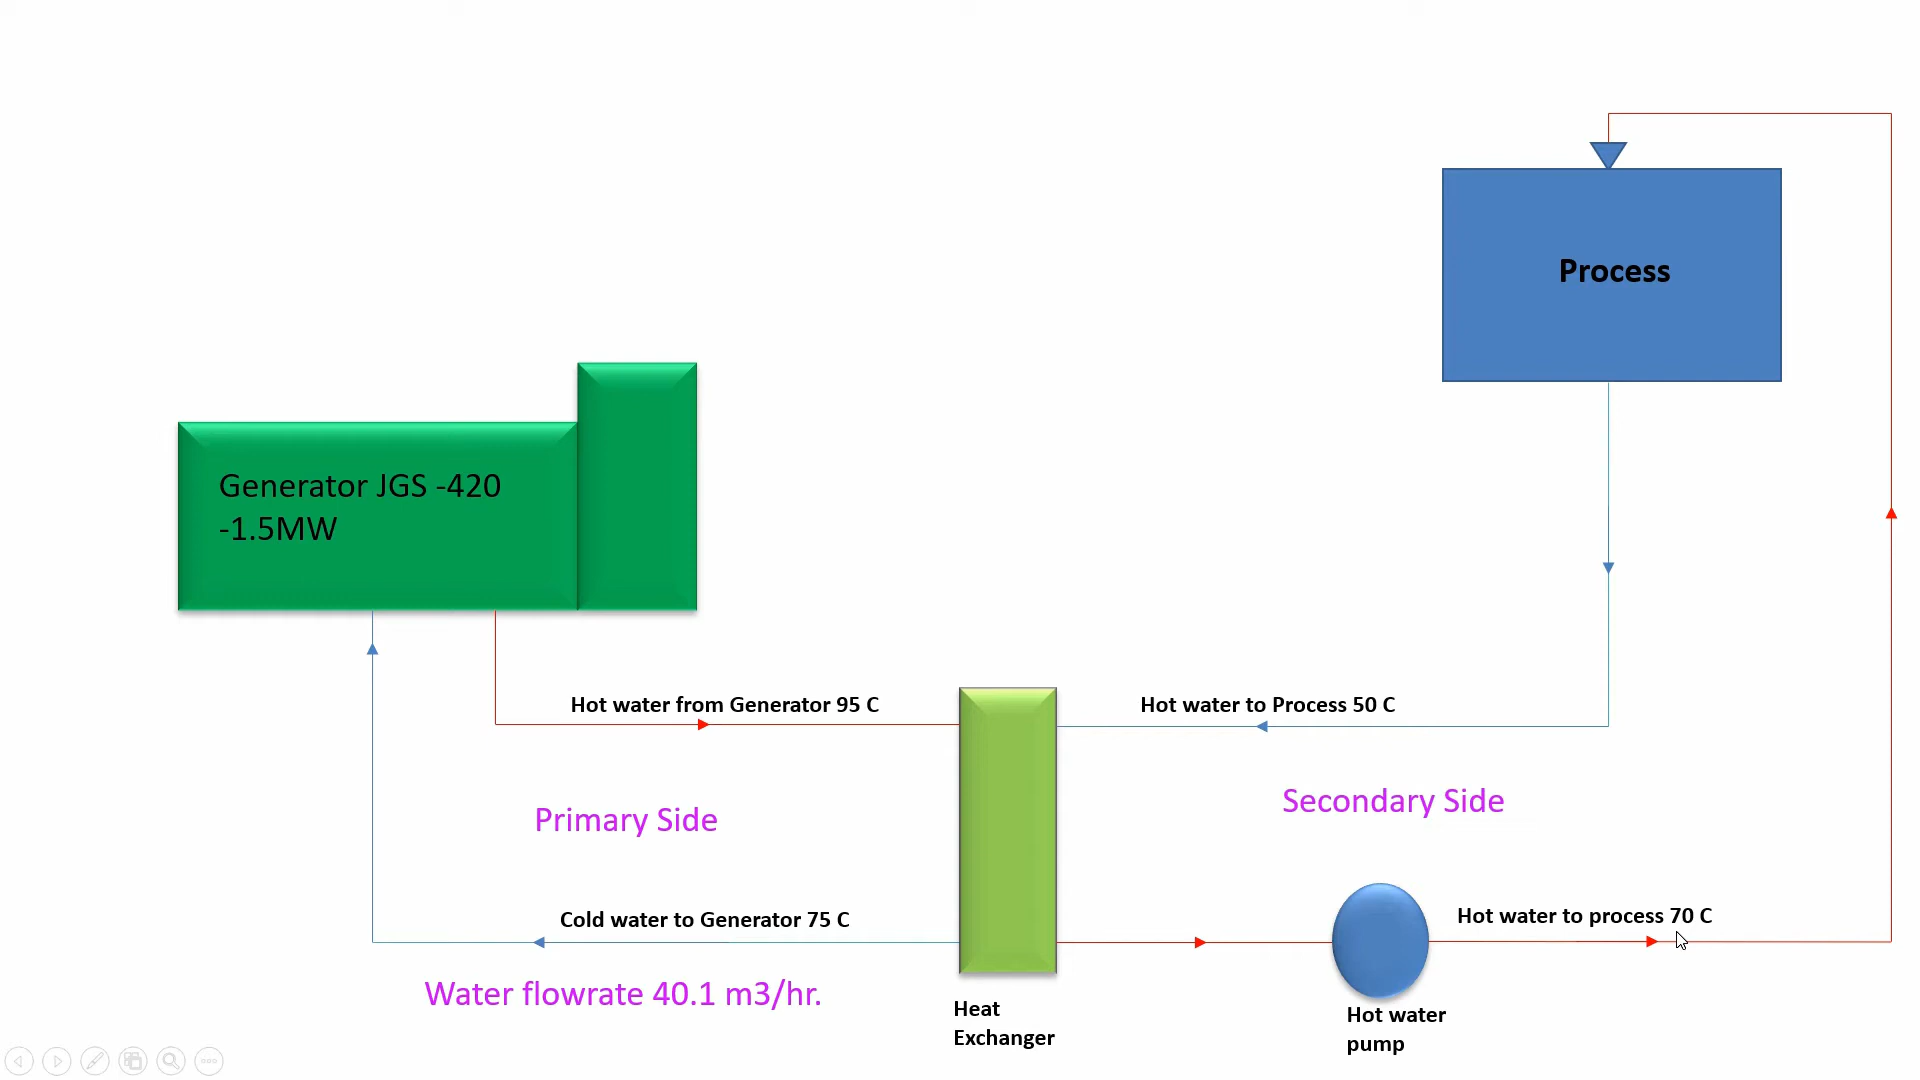 Process
Generator JGS -420
-1.5MW
Hot water from Generator 95 C
Hot water to Process 50 C
Primary Side
Secondary Side
Cold water to Generator 75 C
Hot water to process 70 C
Water flowrate 40.1 m3/hr.
Heat
Exchanger
Hot water
pump